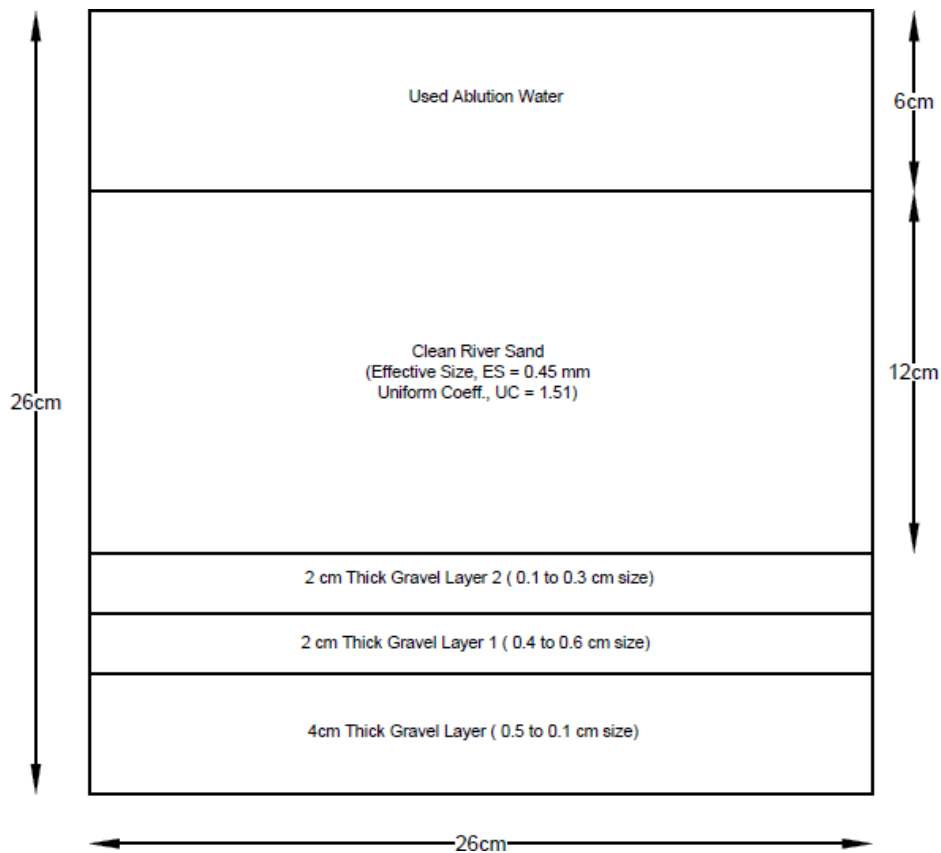 Used Ablution Water
6cm
Clean River Sand
(Effective Size, ES = 0.45 mm
Uniform Coeff., UC = 1.51)
12cm
26cm
2 cm Thick Gravel Layer 2 ( 0.1 to 0.3 cm size)
2 cm Thick Gravel Layer 1 ( 0.4 to 0.6 cm size)
4cm Thick Gravel Layer ( 0.5 to 0.1 cm size)
26cm